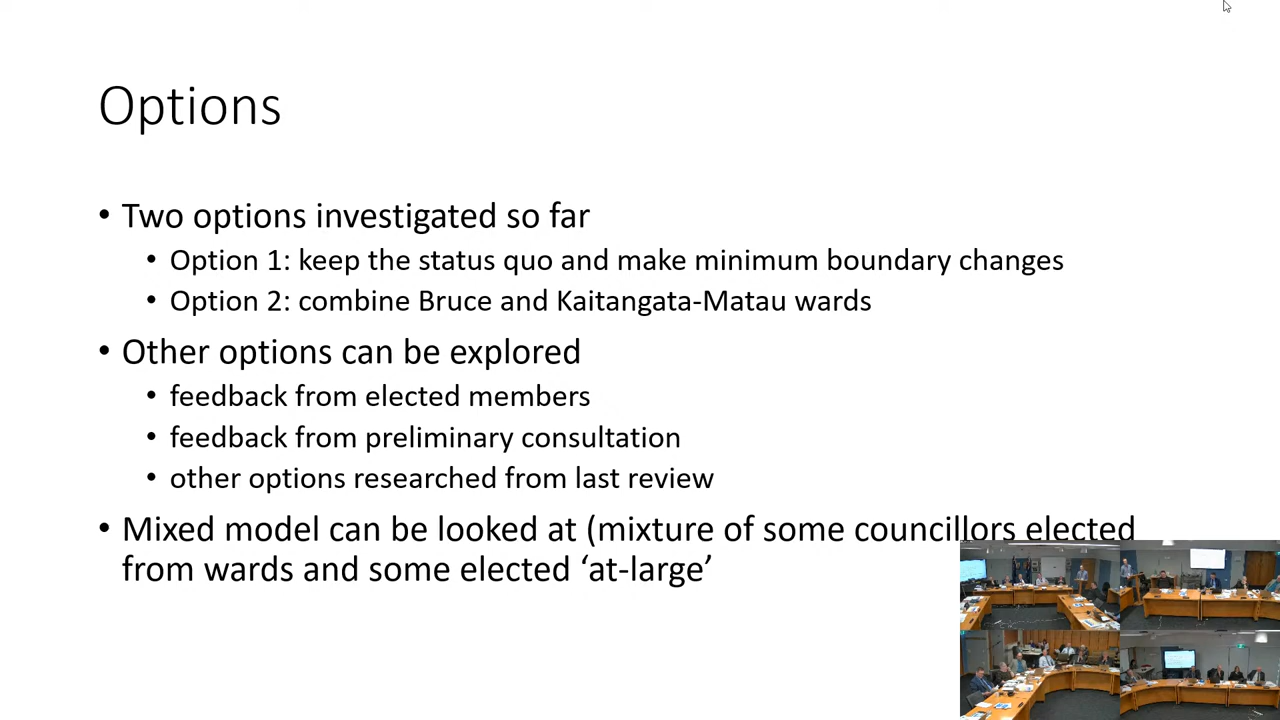 Options
• Two options investigated so far
• Option 1: keep the status quo and make minimum boundary changes
• Option 2: combine Bruce and Kaitangata-Matau wards
• Other options can be explored
• feedback from elected members
• feedback from preliminary consultation
• other options researched from last review
• Mixed model can be looked at (mixture of some councillors elected
from wards and some elected ‘at-large’